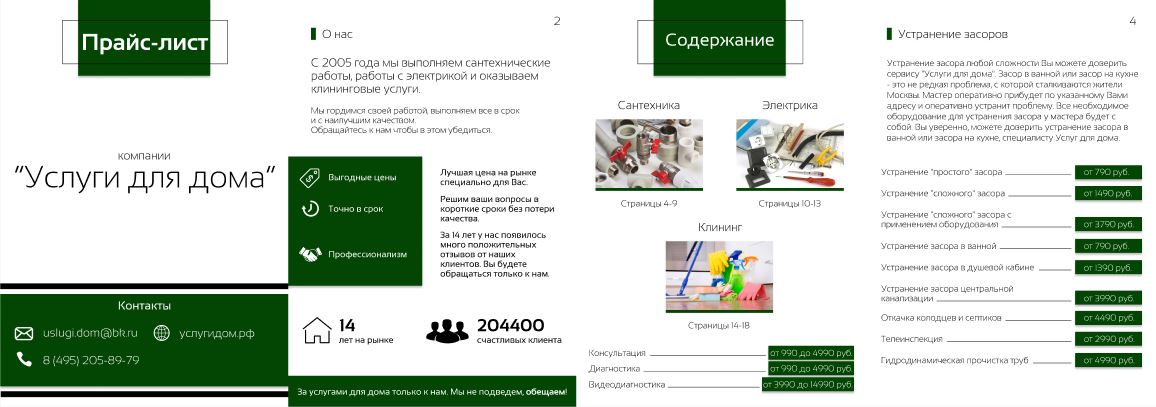 Прайс-лист
компании
"Услуги для дома"
Контакты
uslugi.dom@bk.ru
услугидом.рф
8 (495) 205-89-79
2
О нас
С 2005 года мы выполняем сантехнические
работы, работы с электрикой и оказываем
клининговые услуги.
Мы гордимся своей работой, выполняем все в срок
и с наилучшим качеством.
Обращайтесь к нам чтобы в этом убедиться.
Выгодные цены
Точно в срок
Профессионализм
Лучшая цена на рынке
специально для Вас.
Решим ваши вопросы в
короткие сроки без потери
качества.
За 14 лет у нас появилось
много положительных
отзывов от наших
клиентов. Вы будете
обращаться только к нам.
14
лет на рынке
204400
счастливых клиента
За услугами для дома только к нам. Мы не подведем, обещаем!
Содержание
Сантехника
Электрика
Страницы 4-9
Страницы 10-13
Клининг
Страницы 14-18
Консультация от 990 до 4990 руб.
Диагностика от 990 до 4990 руб.
Видеодиагностика от 3990 до 14990 руб.
4
Устранение засоров
Устранение засора любой сложности Вы можете доверить
сервису "Услуги для дома". Засор в ванной или засор на кухне
- это не редкая проблема, с которой сталкиваются жители
Москвы. Мастер оперативно прибудет по указанному Вами
адресу и оперативно устранит проблему. Все необходимое
оборудование для устранения засора у мастера будет с
собой. Вы уверенно, можете доверить устранение засора в
ванной или засора на кухне, специалисту Услуг для дома.
Устранение "простого" засора от 790 руб.
Устранение "сложного" засора от 1490 руб.
Устранение "сложного" засора с
применением оборудования от 3790 руб.
Устранение засора в ванной от 790 руб.
Устранение засора в душевой кабине от 1390 руб.
Устранение засора центральной
канализации от 3990 руб.
Откачка колодцев и септиков от 4490 руб.
Телеинспекция от 2990 руб.
Гидродинамическая прочистка труб от 4990 руб.